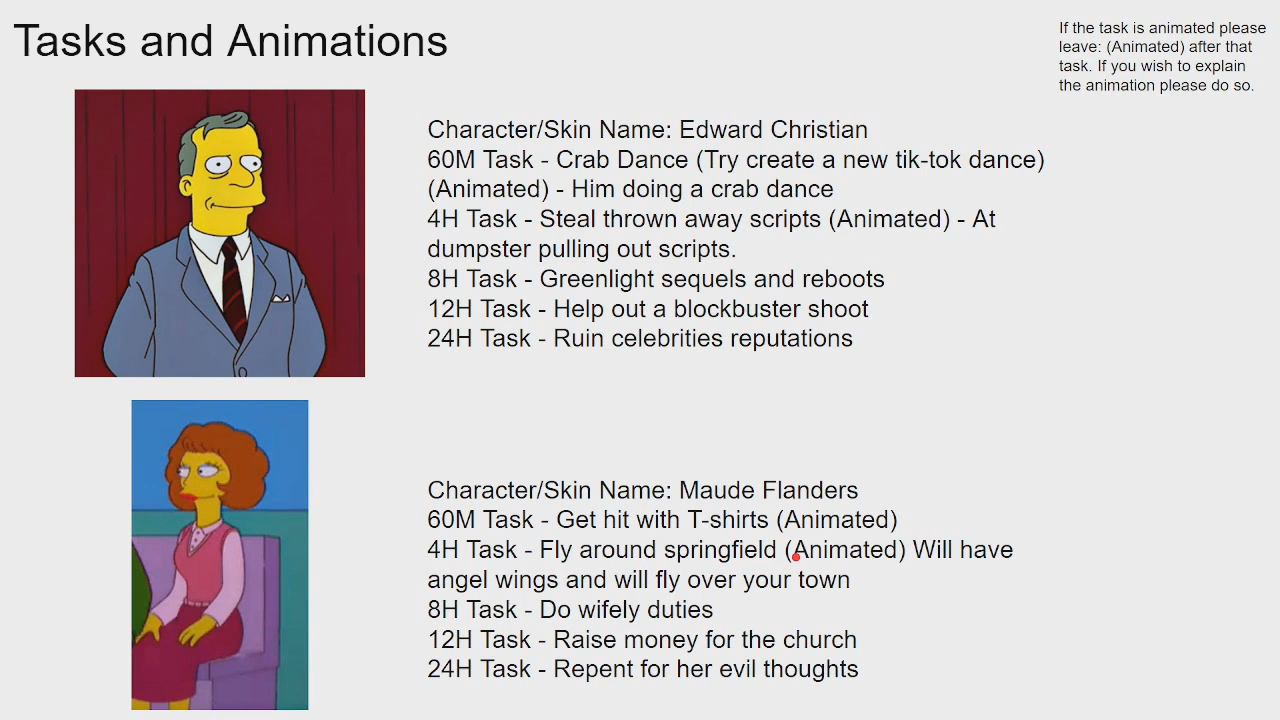 Tasks and Animations
If the task is animated please
leave: (Animated) after that
task. If you wish to explain
the animation please do so.
Character/Skin Name: Edward Christian
60M Task - Crab Dance (Try create a new tik-tok dance)
(Animated) - Him doing a crab dance
4H Task - Steal thrown away scripts (Animated) - At
dumpster pulling out scripts.
8H Task - Greenlight sequels and reboots
12H Task - Help out a blockbuster shoot
24H Task - Ruin celebrities reputations
Character/Skin Name: Maude Flanders
60M Task - Get hit with T-shirts (Animated)
4H Task - Fly around springfield (Animated) Will have
angel wings and will fly over your town
8H Task - Do wifely duties
12H Task - Raise money for the church
24H Task - Repent for her evil thoughts